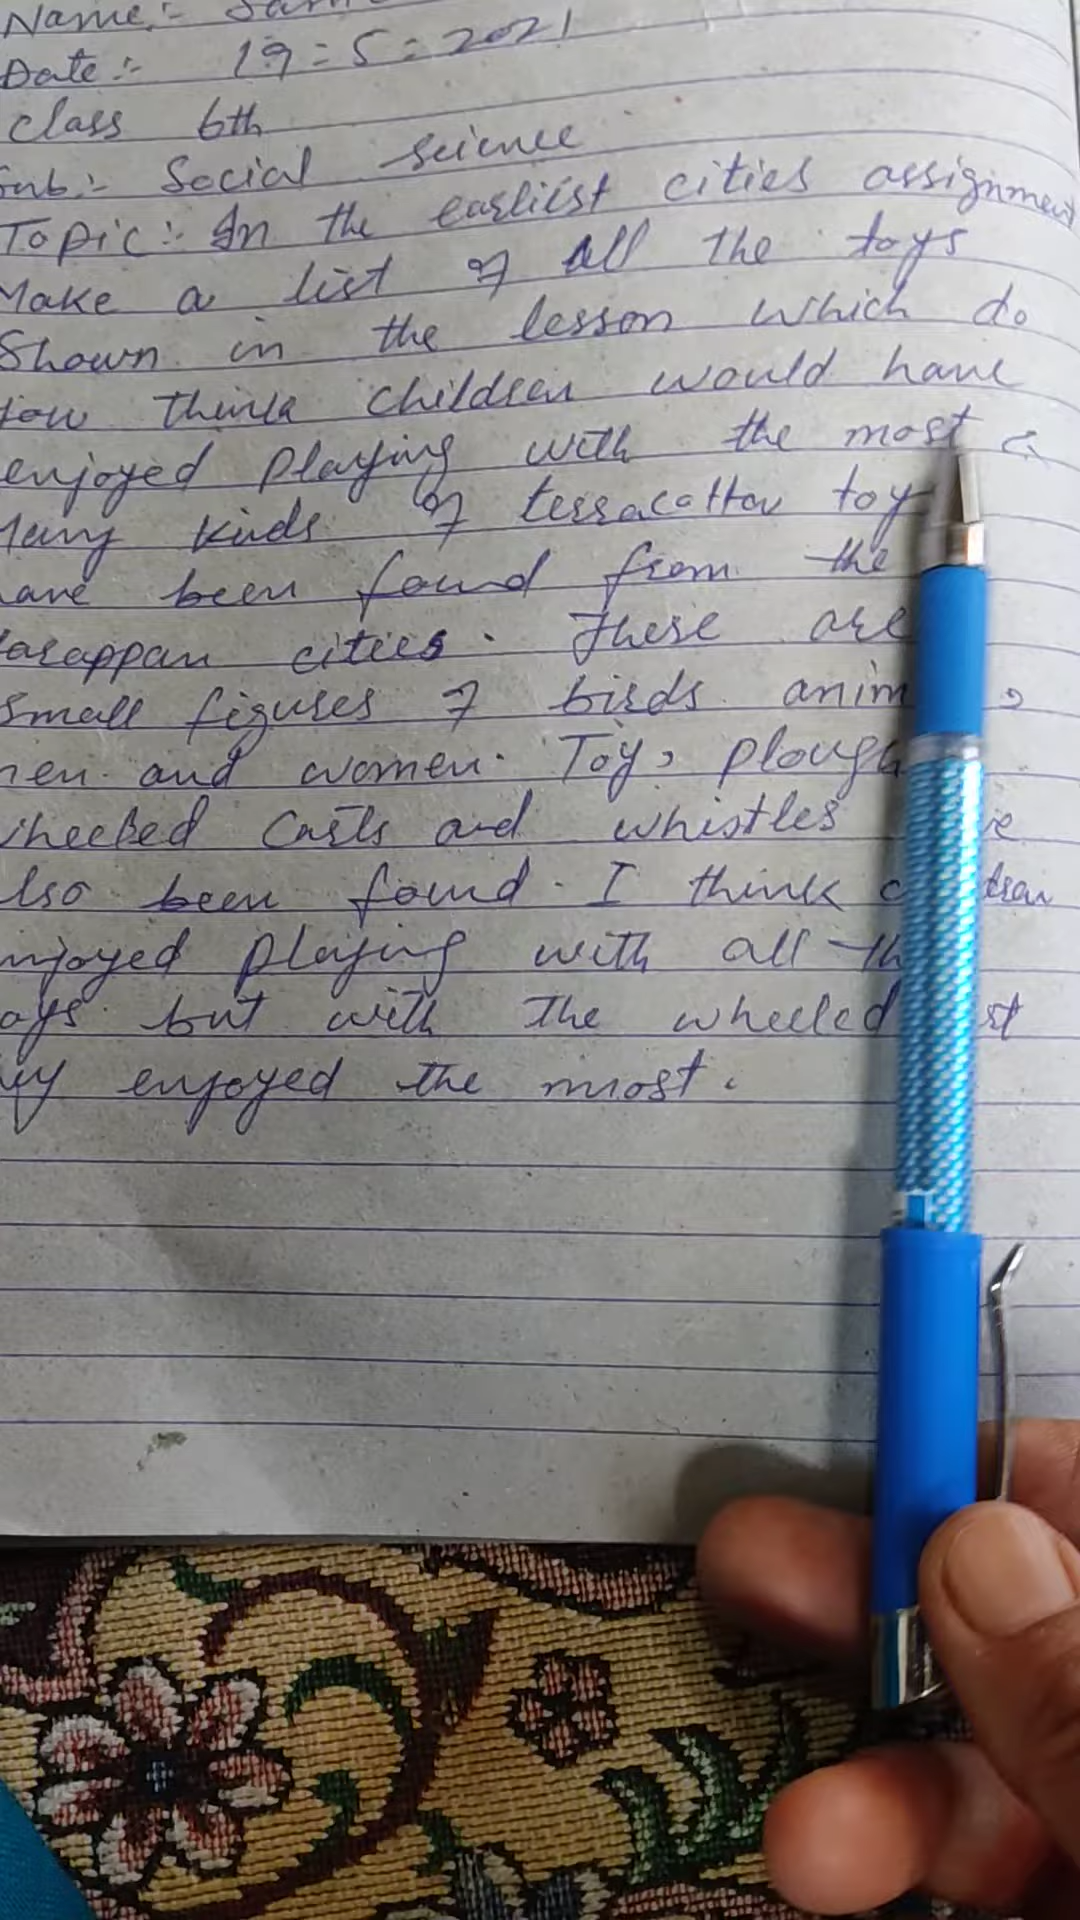 Name:-
Date:- 19-5-2021
Class 6th
Sub:- Social science
Topic:- In the earliest cities assignment
Make a list of all the toys
Shown in the lesson which do
You think children would have
enjoyed playing with the most
Many kinds of terracottar toy
have been found from the
Harappan cities. These are
small figures of birds anim ,
men and women. Toy, plough
wheeled carts and whistles
also been found. I think
enjoyed playing with all
but with the wheeled
enjoyed the most.